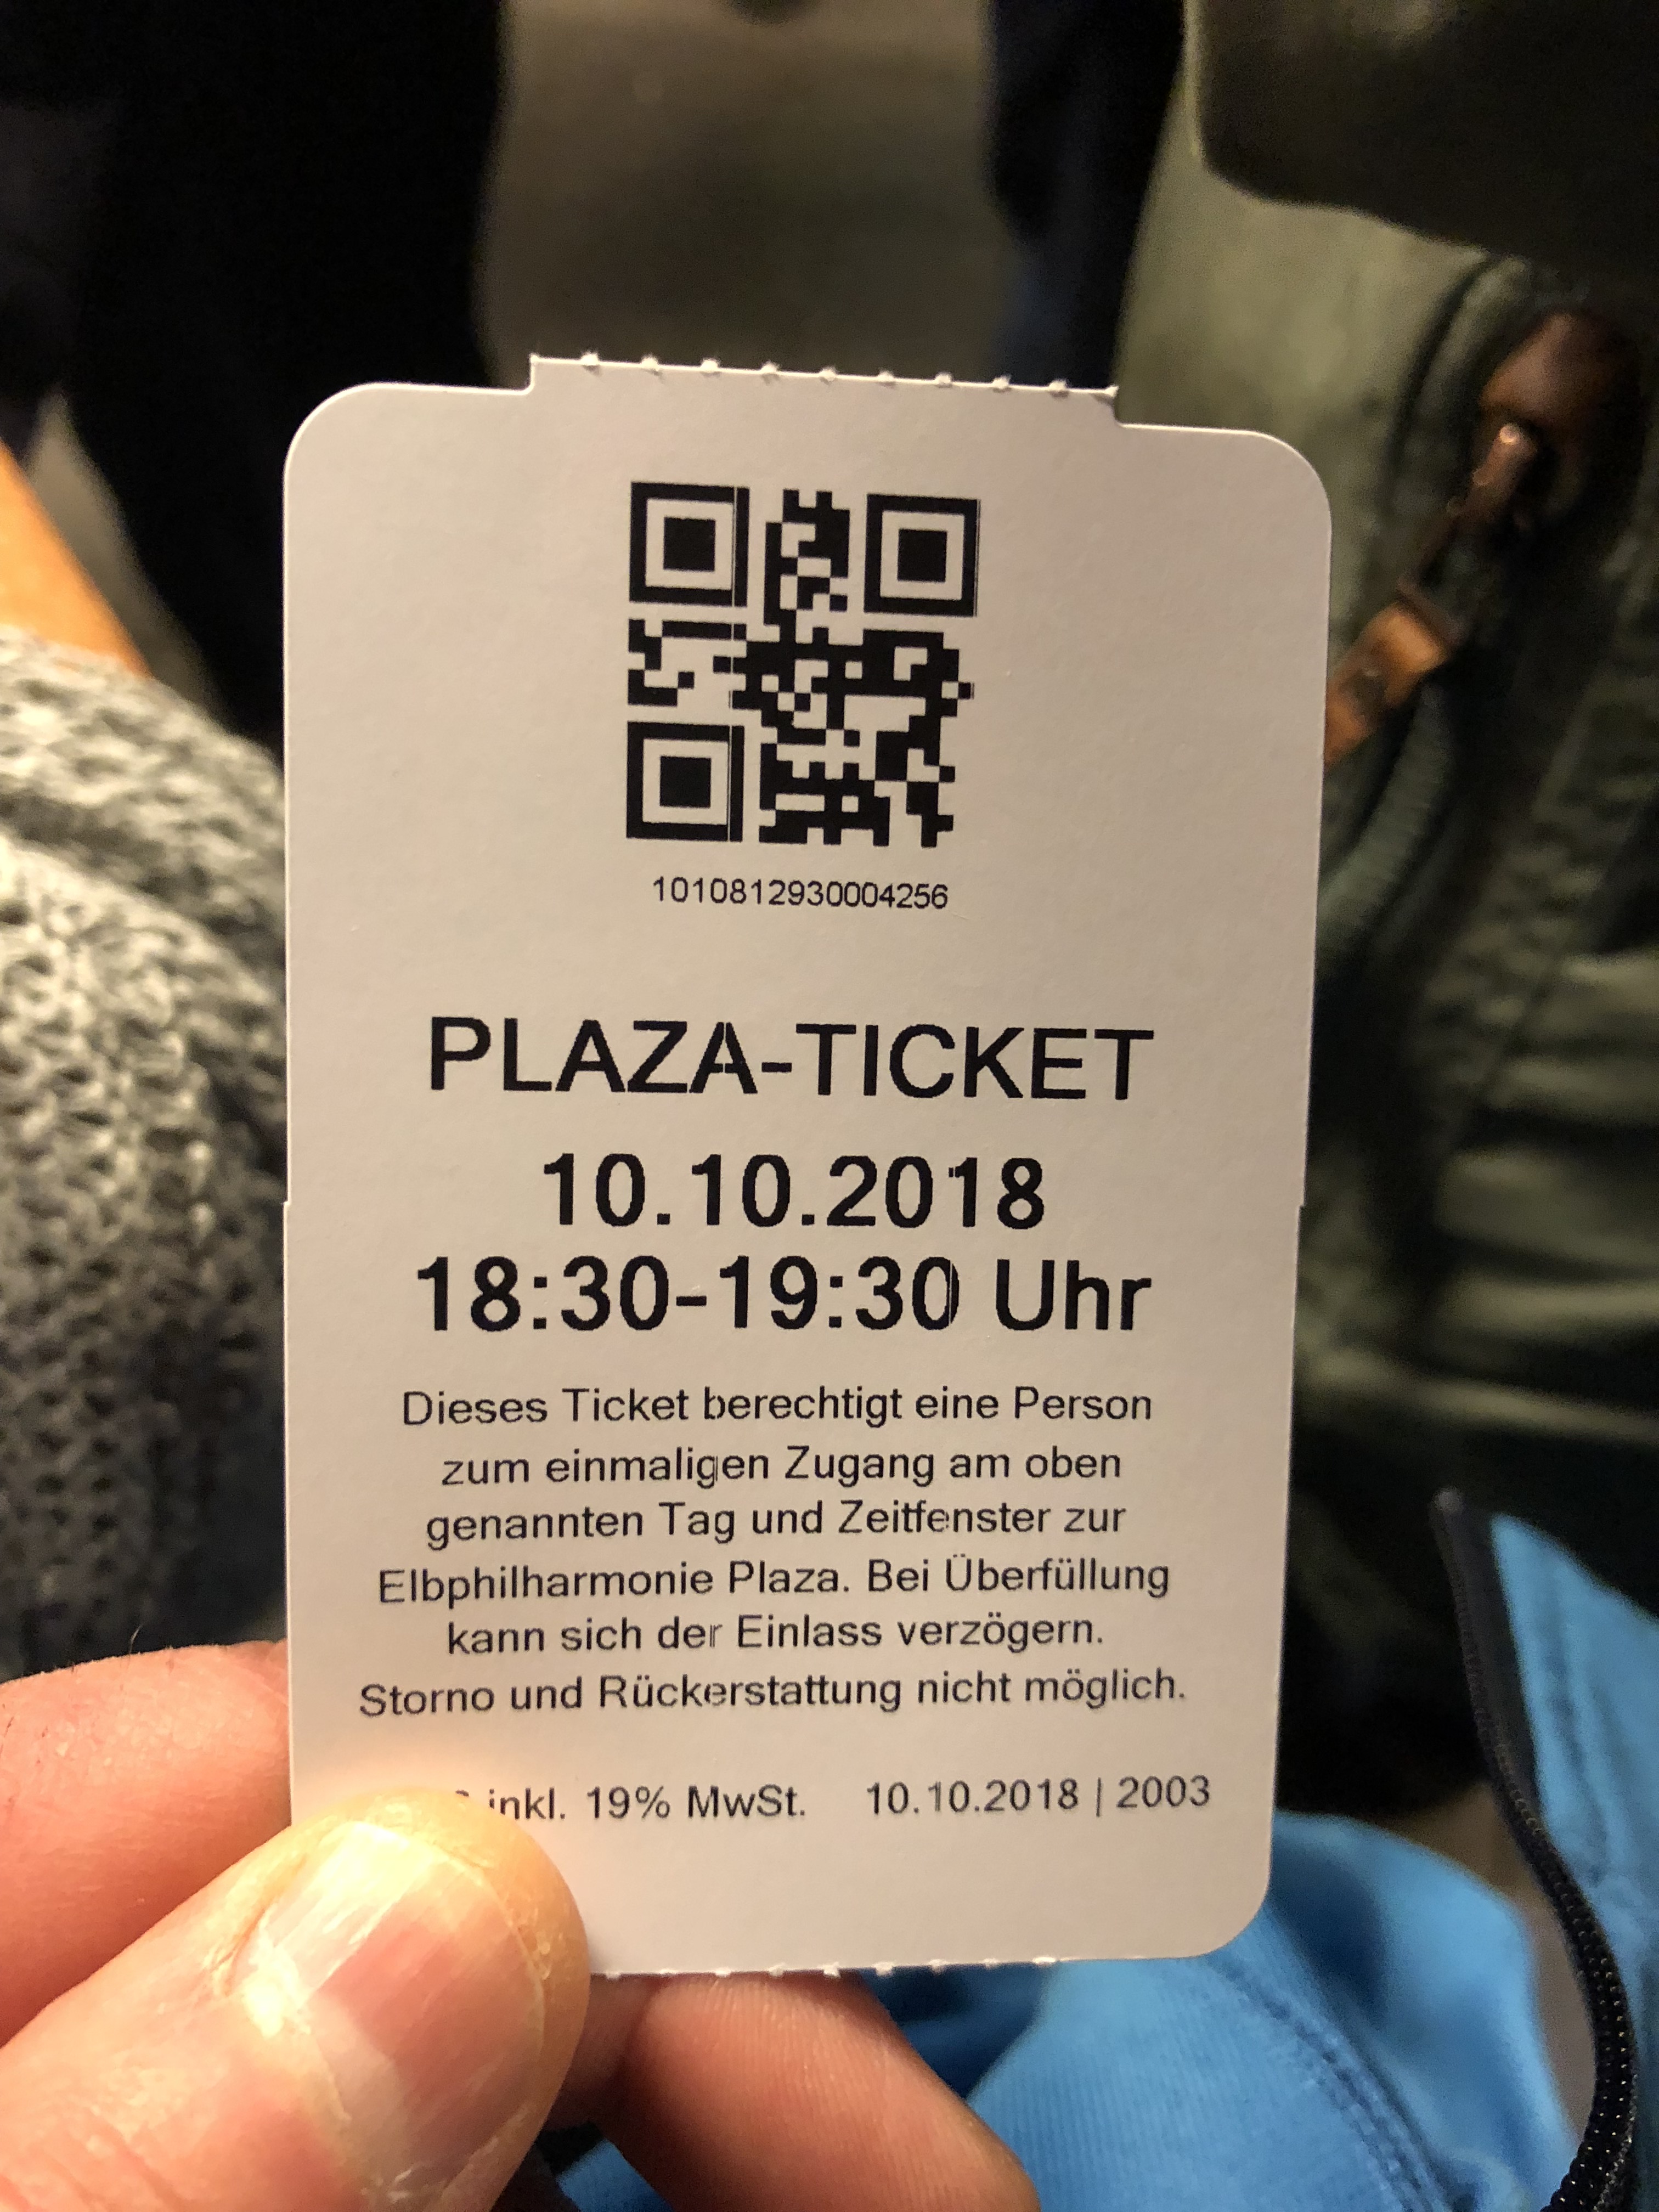 1010812930004256
PLAZA-TICKET
10.10.2018
18:30-19:30 Uhr
Dieses Ticket berechtigt eine Person
zum einmaligen Zugang am oben
genannten Tag und Zeitfenster zur
Elbphilharmonie Plaza. Bei Überfüllung
kann sich der Einlass verzögern.
Storno und Rückerstattung nicht möglich.
inkl. 19% MwSt. 10.10.2018 | 2003